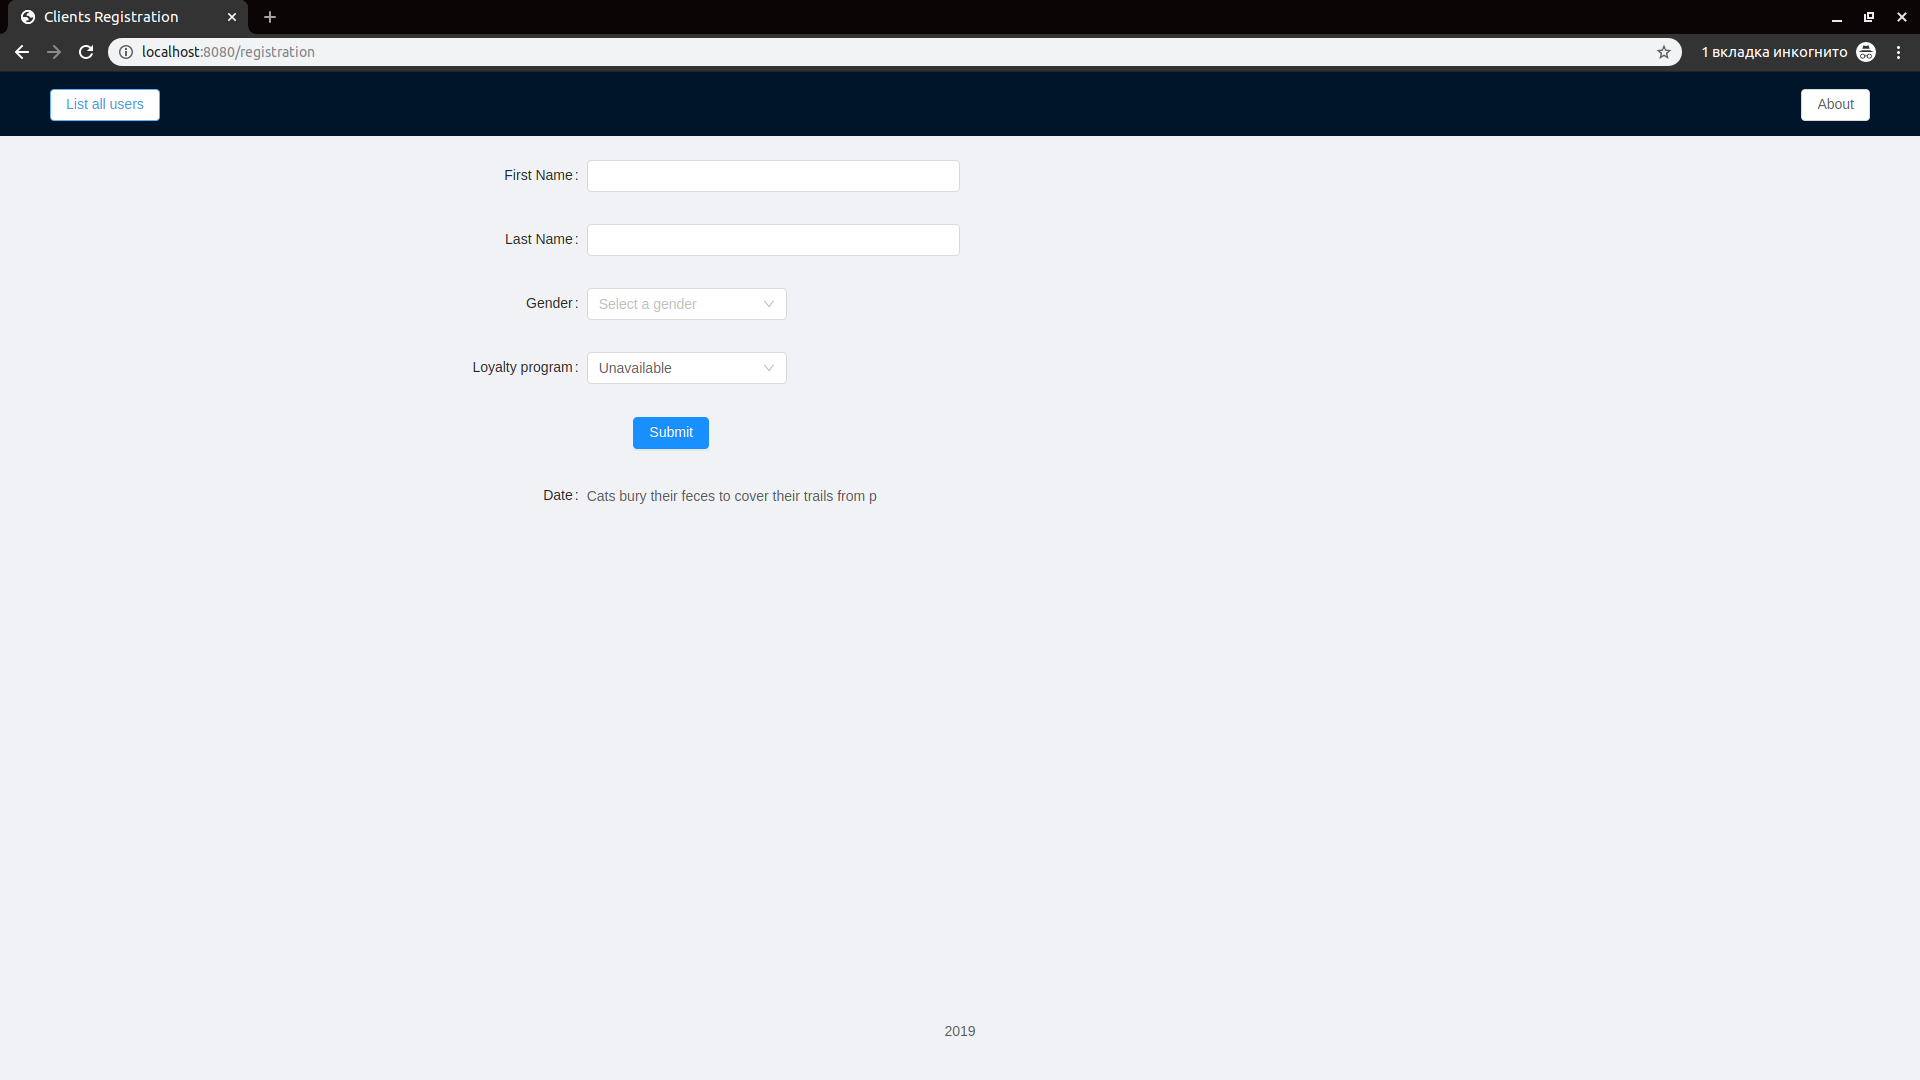 Clients Registration
localhost:8080/registration
1 вкладка инкогнито
List all users
About
First Name:
Last Name:
Gender: Select a gender
Loyalty program: Unavailable
Submit
Date: Cats bury their feces to cover their trails from p
2019